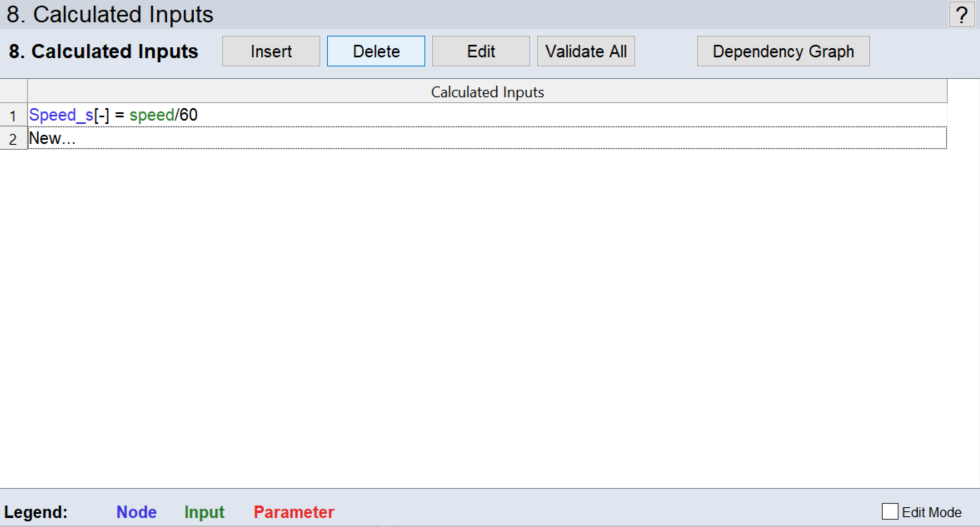 8. Calculated Inputs ?
8. Calculated Inputs Insert Delete Edit Validate All Dependency Graph
Calculated Inputs
1 Speed_s[-] = speed/60
2 New...
Legend: Node Input Parameter Edit Mode